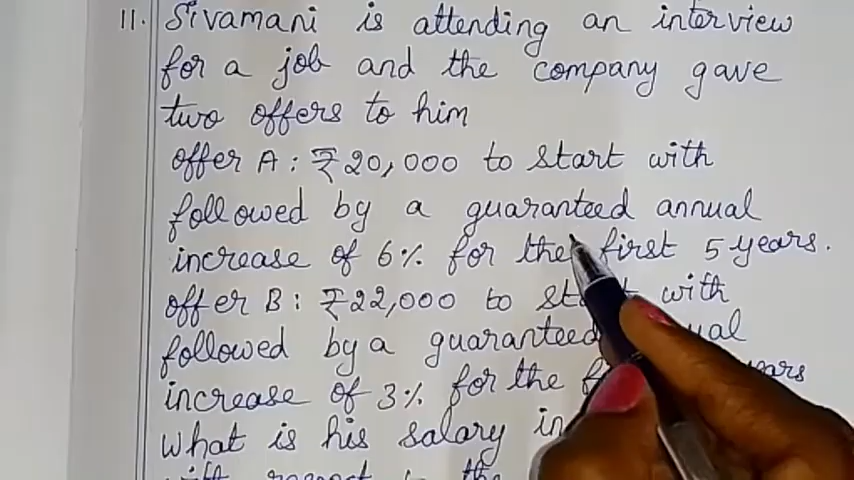 11. Sivamani is attending an interview
for a job and the company gave
two offers to him
offer A: ₹20,000 to start with
followed by a guaranteed annual
increase of 6% for the first 5 years.
offer B: ₹22,000 to with
followed by a guaranteed
increase of 3% for the
what is his salary in